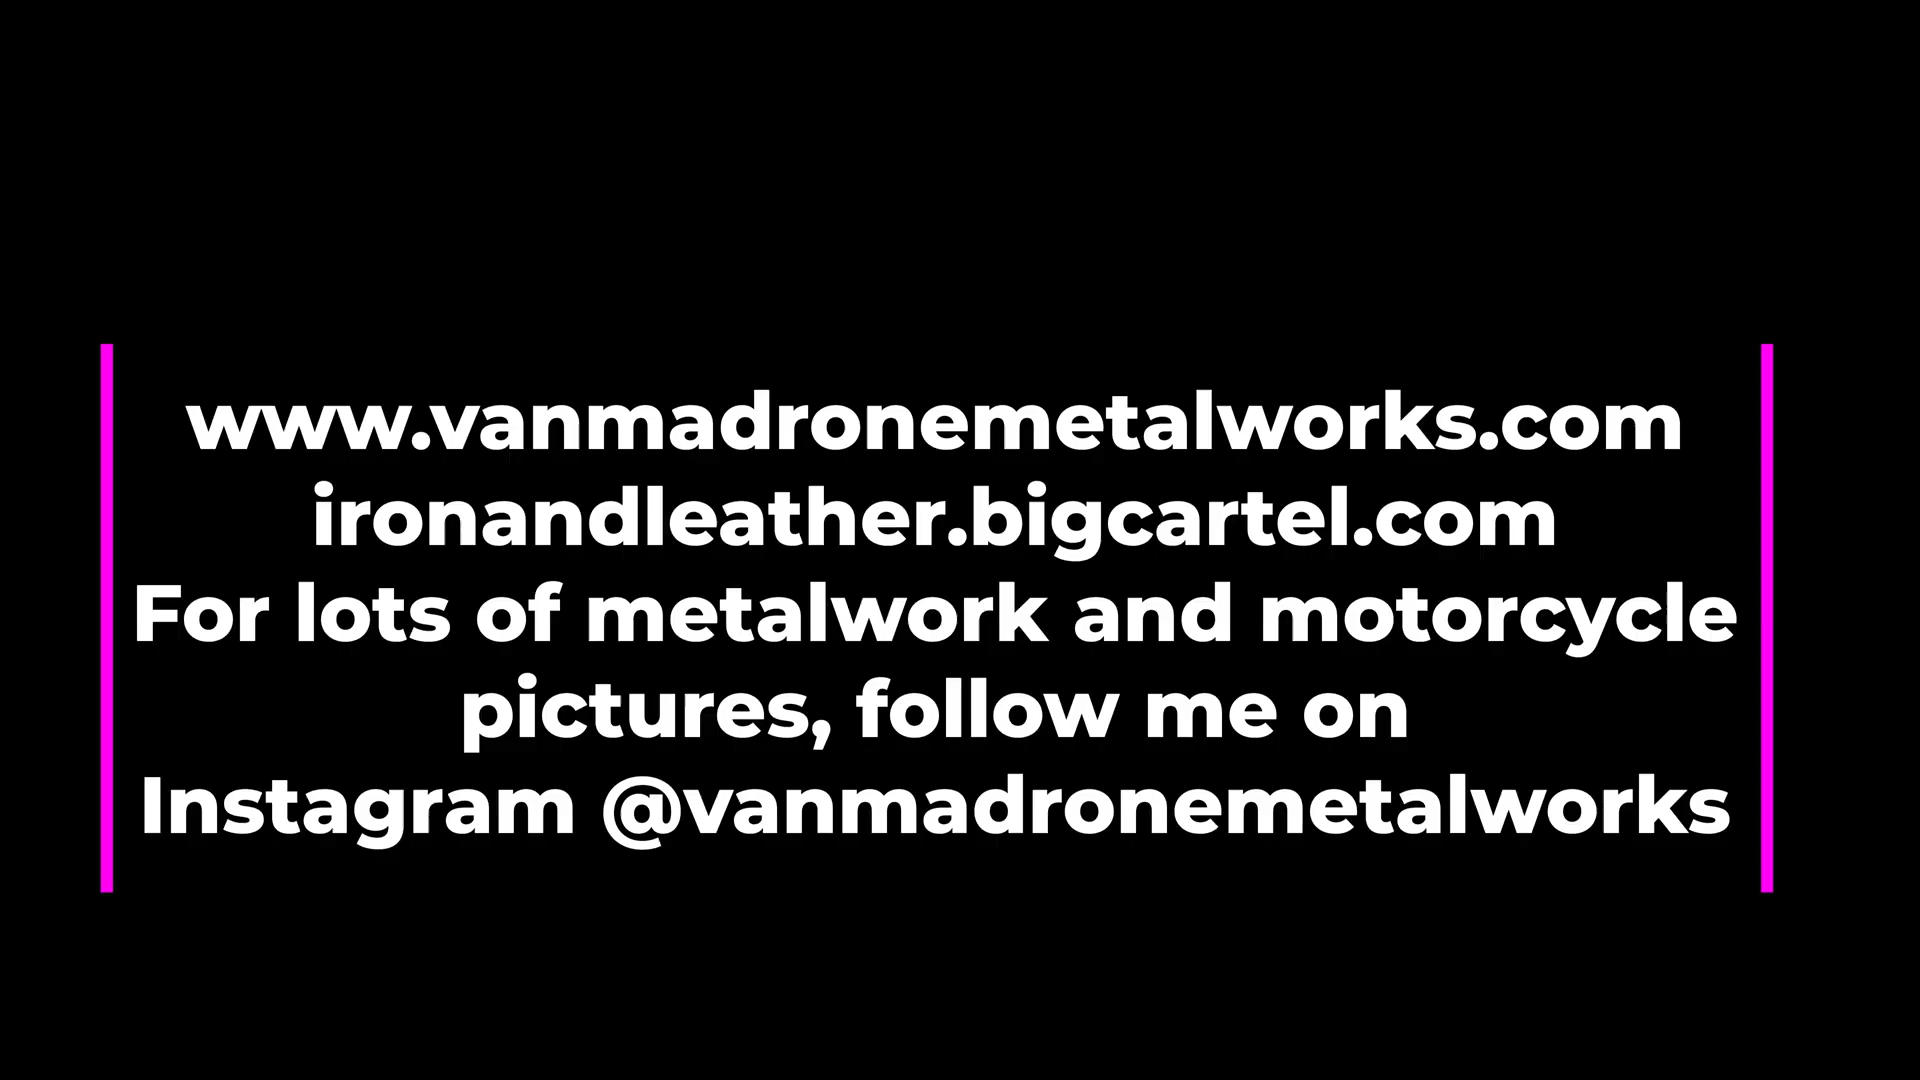 www.vanmadronemetalworks.com
ironandleather.bigcartel.com
For lots of metalwork and motorcycle
pictures, follow me on
Instagram @vanmadronemetalworks